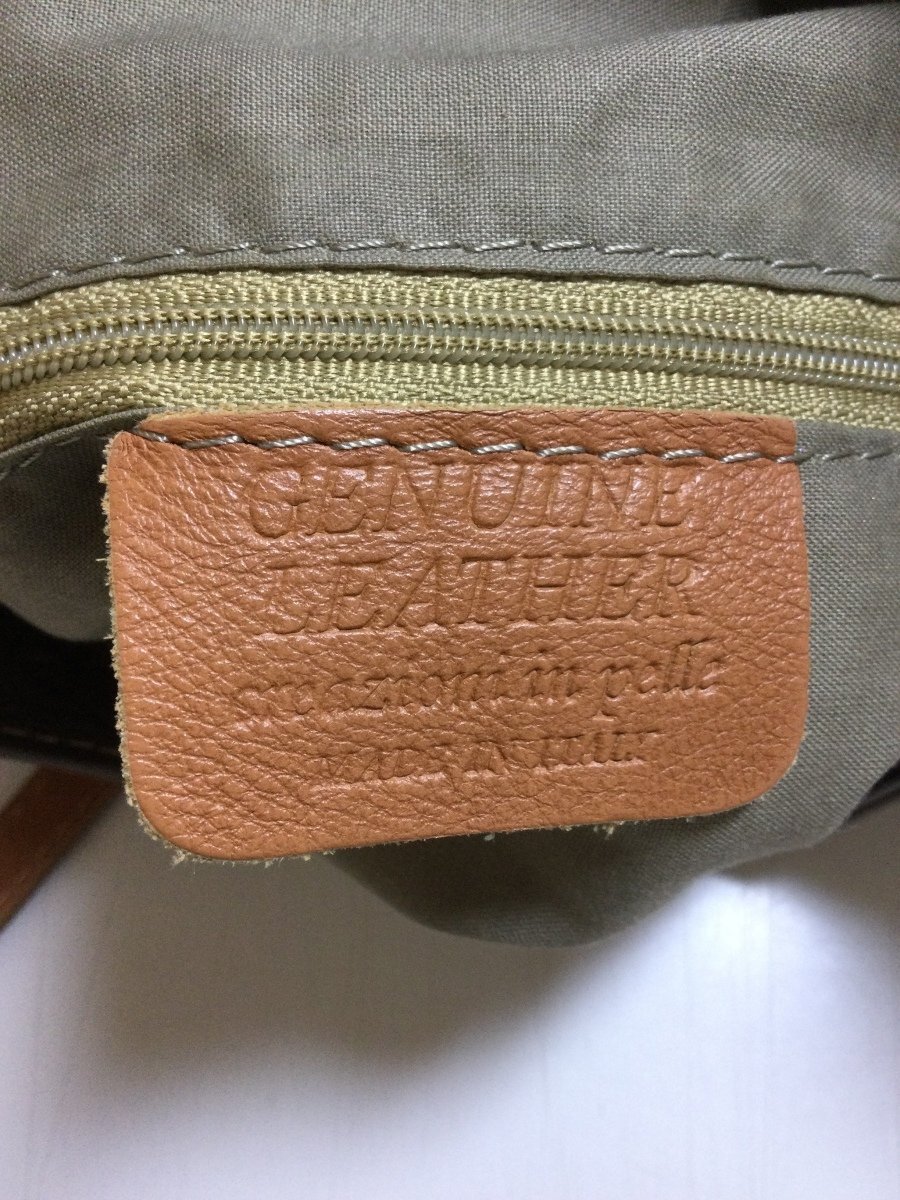 GENUINE
LEATHER
creazioni in pelle
MADE IN ITALY